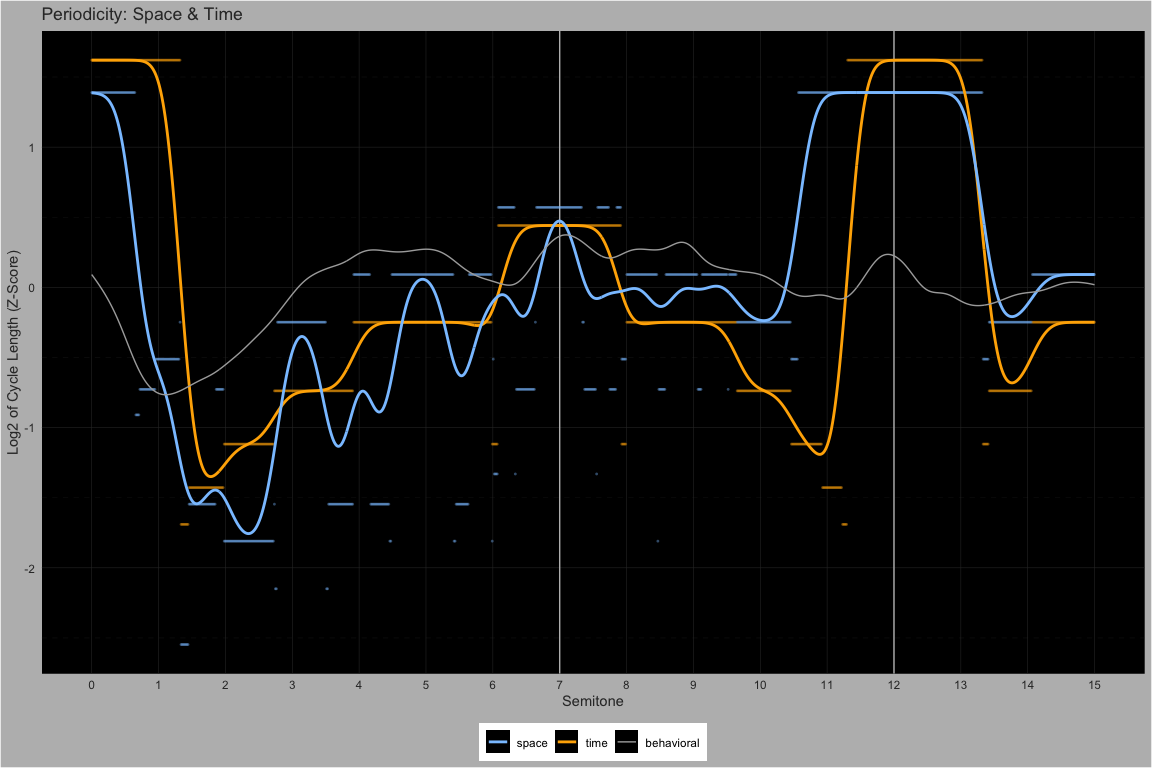 Periodicity: Space & Time
Log2 of Cycle Length (Z-Score)
1
0
-1
-2
0 1 2 3 4 5 6 7 8 9 10 11 12 13 14 15
Semitone
space time behavioral